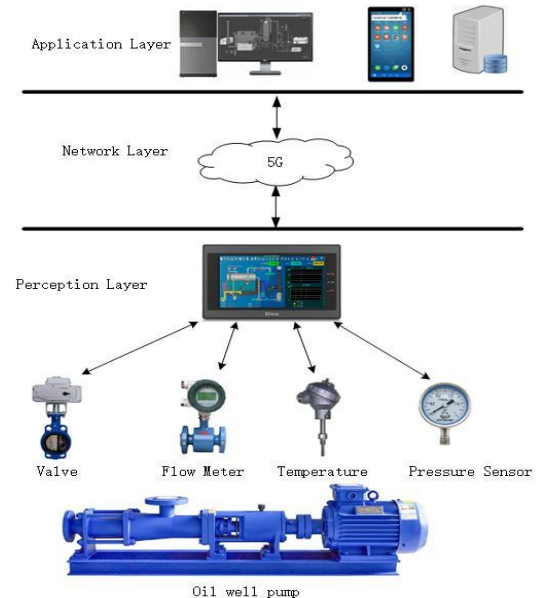 Application Layer
Network Layer
5G
Perception Layer
Valve
Flow Meter
Temperature
Pressure Sensor
Oil well pump